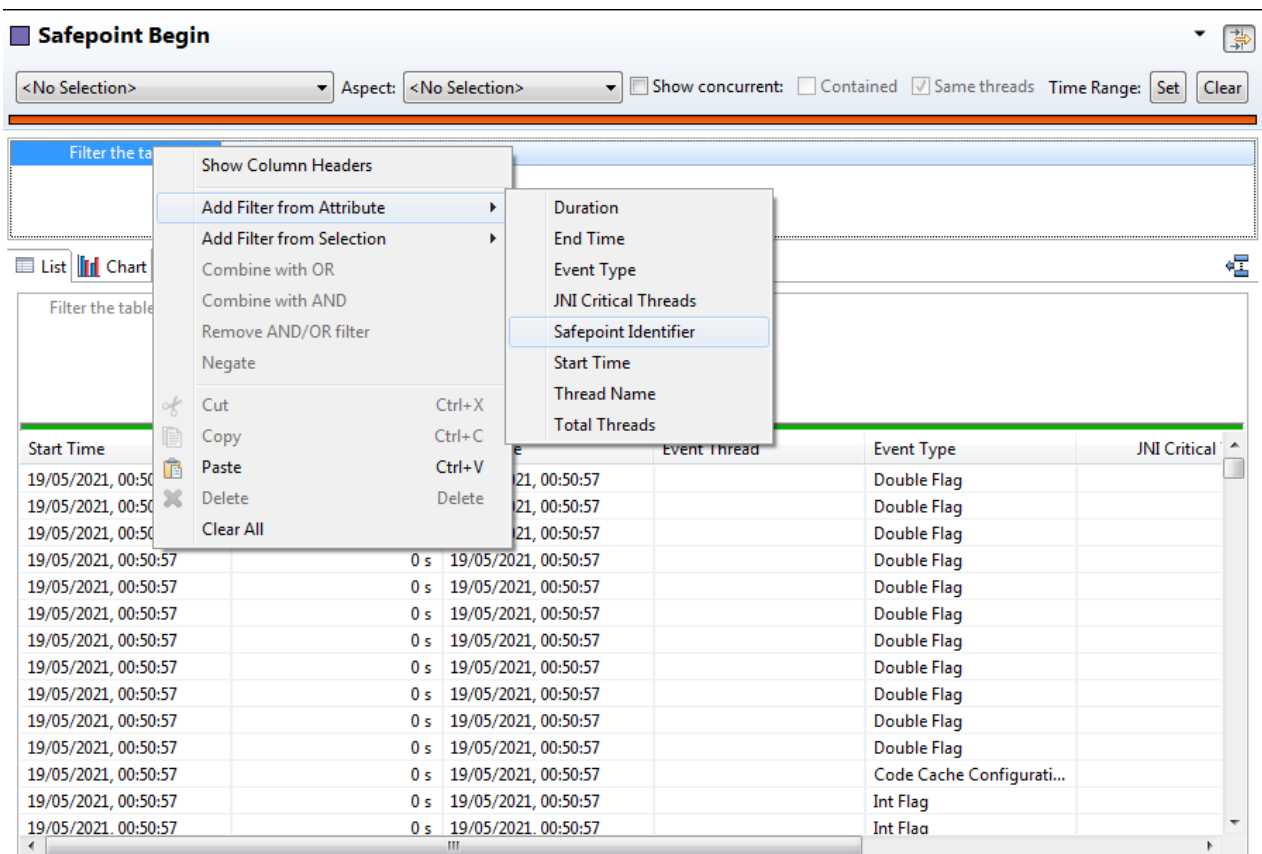 Safepoint Begin
<No Selection> Aspect: <No Selection> Show concurrent: Contained Same threads Time Range: Set Clear
Filter the ta
Show Column Headers
Add Filter from Attribute
Add Filter from Selection
Combine with OR
Combine with AND
Remove AND/OR filter
Negate
Cut Ctrl+X
Copy Ctrl+C
Paste Ctrl+V
Delete Delete
Clear All
Duration
End Time
Event Type
JNI Critical Threads
Safepoint Identifier
Start Time
Thread Name
Total Threads
List Chart
Filter the table
Start Time e Event Thread Event Type JNI Critical
19/05/2021, 00:50 21, 00:50:57 Double Flag
19/05/2021, 00:50 21, 00:50:57 Double Flag
19/05/2021, 00:50 21, 00:50:57 Double Flag
19/05/2021, 00:50:57 0 s 19/05/2021, 00:50:57 Double Flag
19/05/2021, 00:50:57 0 s 19/05/2021, 00:50:57 Double Flag
19/05/2021, 00:50:57 0 s 19/05/2021, 00:50:57 Double Flag
19/05/2021, 00:50:57 0 s 19/05/2021, 00:50:57 Double Flag
19/05/2021, 00:50:57 0 s 19/05/2021, 00:50:57 Double Flag
19/05/2021, 00:50:57 0 s 19/05/2021, 00:50:57 Double Flag
19/05/2021, 00:50:57 0 s 19/05/2021, 00:50:57 Double Flag
19/05/2021, 00:50:57 0 s 19/05/2021, 00:50:57 Double Flag
19/05/2021, 00:50:57 0 s 19/05/2021, 00:50:57 Code Cache Configurati...
19/05/2021, 00:50:57 0 s 19/05/2021, 00:50:57 Int Flag
19/05/2021, 00:50:57 0 s 19/05/2021, 00:50:57 Int Flag